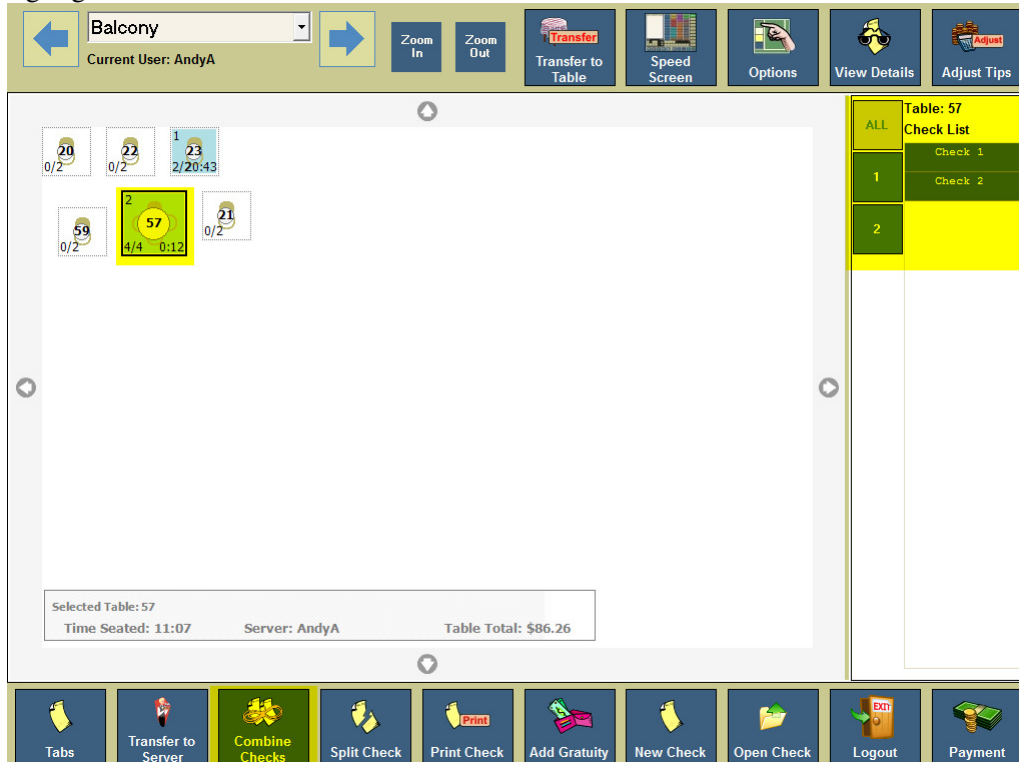 Balcony
Current User: AndyA
Zoom
In
Zoom
Out
Transfer
Transfer to
Table
Speed
Screen
Options
View Details
Adjust
Adjust Tips
20
0/2
22
0/2
1
23
2/20:43
59
0/2
2
57
4/4 0:12
21
0/2
ALL
1
2
Table: 57
Check List
Check 1
Check 2
Selected Table: 57
Time Seated: 11:07 Server: AndyA Table Total: $86.26
Tabs
Transfer to
Server
Combine
Checks
Split Check
Print
Print Check
Add Gratuity
New Check
Open Check
EXIT
Logout
Payment